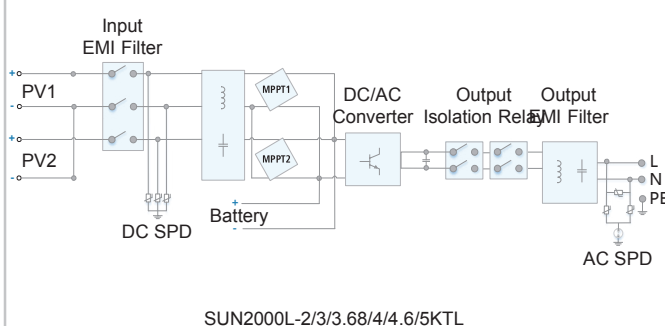 Input
EMI Filter
+
PV1
-
+
PV2
-
MPPT1
MPPT2
DC SPD
+
Battery
-
DC/AC
Converter
Output
Isolation Relay
Output
EMI Filter
L
N
PE
AC SPD
SUN2000L-2/3/3.68/4/4.6/5KTL